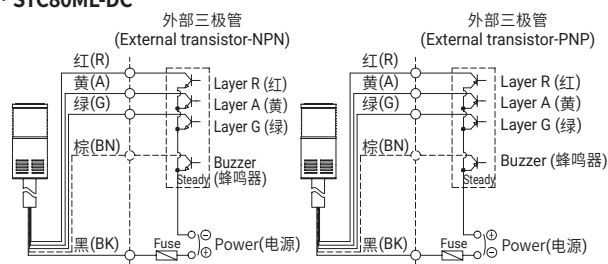 · STC80ML-DC
外部三极管
(External transistor-NPN)
红(R)
黄(A)
绿(G)
棕(BN)
黑(BK)
Layer R (红)
Layer A (黄)
Layer G (绿)
Buzzer
(蜂鸣器)
Steady
Fuse
Power(电源)
外部三极管
(External transistor-PNP)
红(R)
黄(A)
绿(G)
棕(BN)
黑(BK)
Layer R (红)
Layer A (黄)
Layer G (绿)
Buzzer (蜂鸣器)
Steady
Fuse
Power(电源)